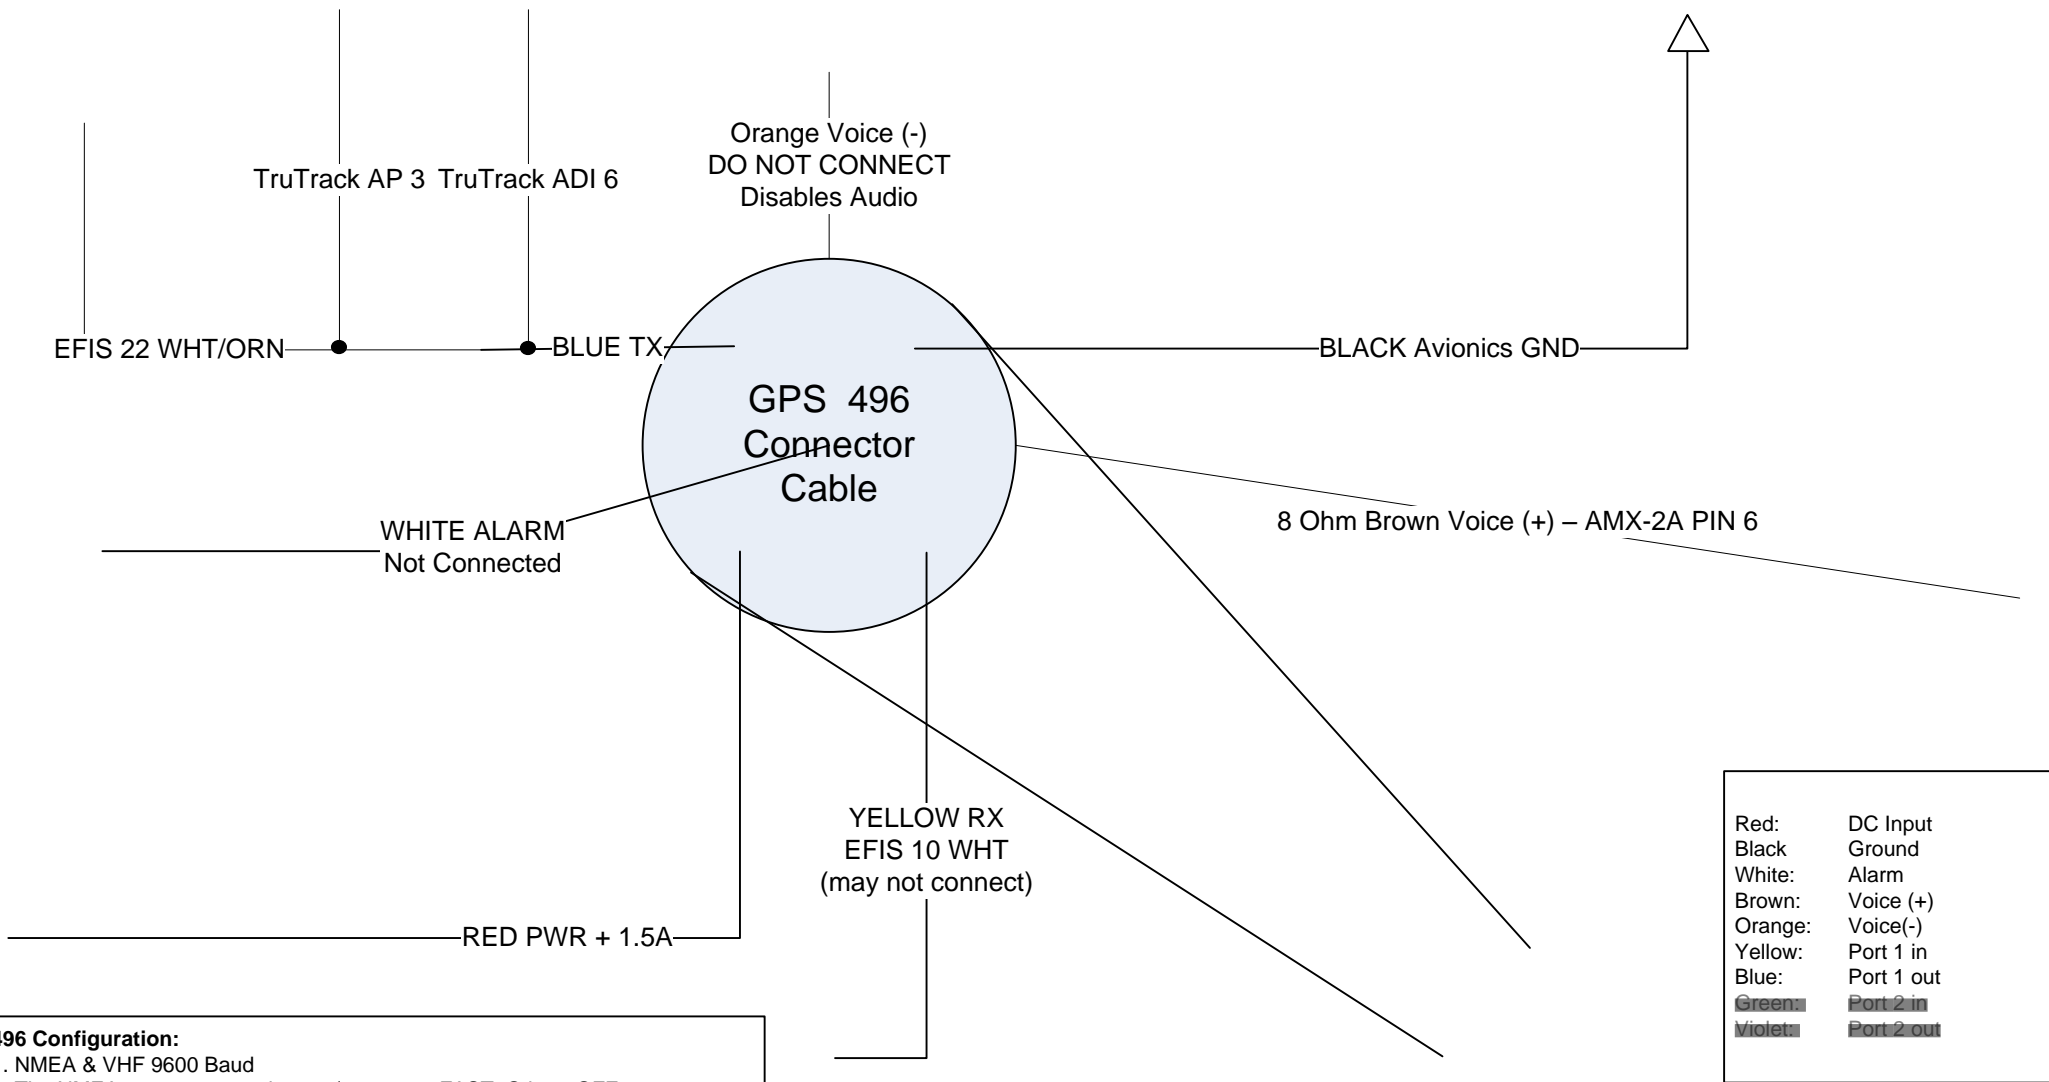 Orange Voice (-)
DO NOT CONNECT
Disables Audio
TruTrack AP 3
TruTrack ADI 6
EFIS 22 WHT/ORN
BLUE TX
BLACK Avionics GND
GPS 496
Connector
Cable
WHITE ALARM
Not Connected
8 Ohm Brown Voice (+) – AMX-2A PIN 6
YELLOW RX
EFIS 10 WHT
(may not connect)
RED PWR + 1.5A
Red: DC Input
Black Ground
White: Alarm
Brown: Voice (+)
Orange: Voice(-)
Yellow: Port 1 in
Blue: Port 1 out
Green: Port 2 in
Violet: Port 2 out
496 Configuration:
. NMEA & VHF 9600 Baud